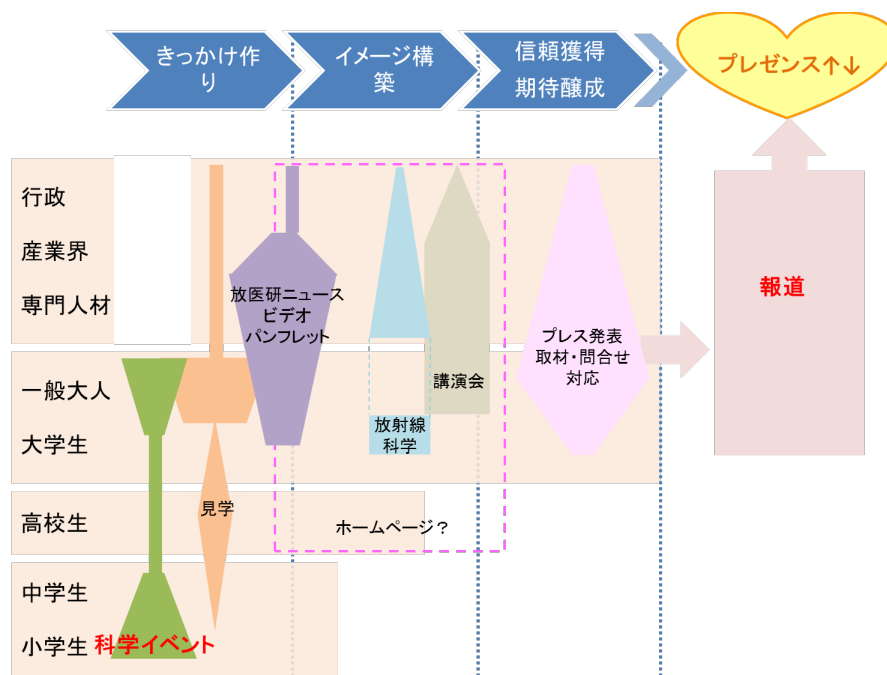 きっかけ作
り
イメージ構
築
信頼獲得
期待醸成
プレゼンス↑↓
行政
産業界
専門人材
放医研ニュース
ビデオ
パンフレット
報道
プレス発表
取材・問合せ
対応
一般大人
講演会
大学生
放射線
科学
見学
高校生
ホームページ？
中学生
小学生
科学イベント